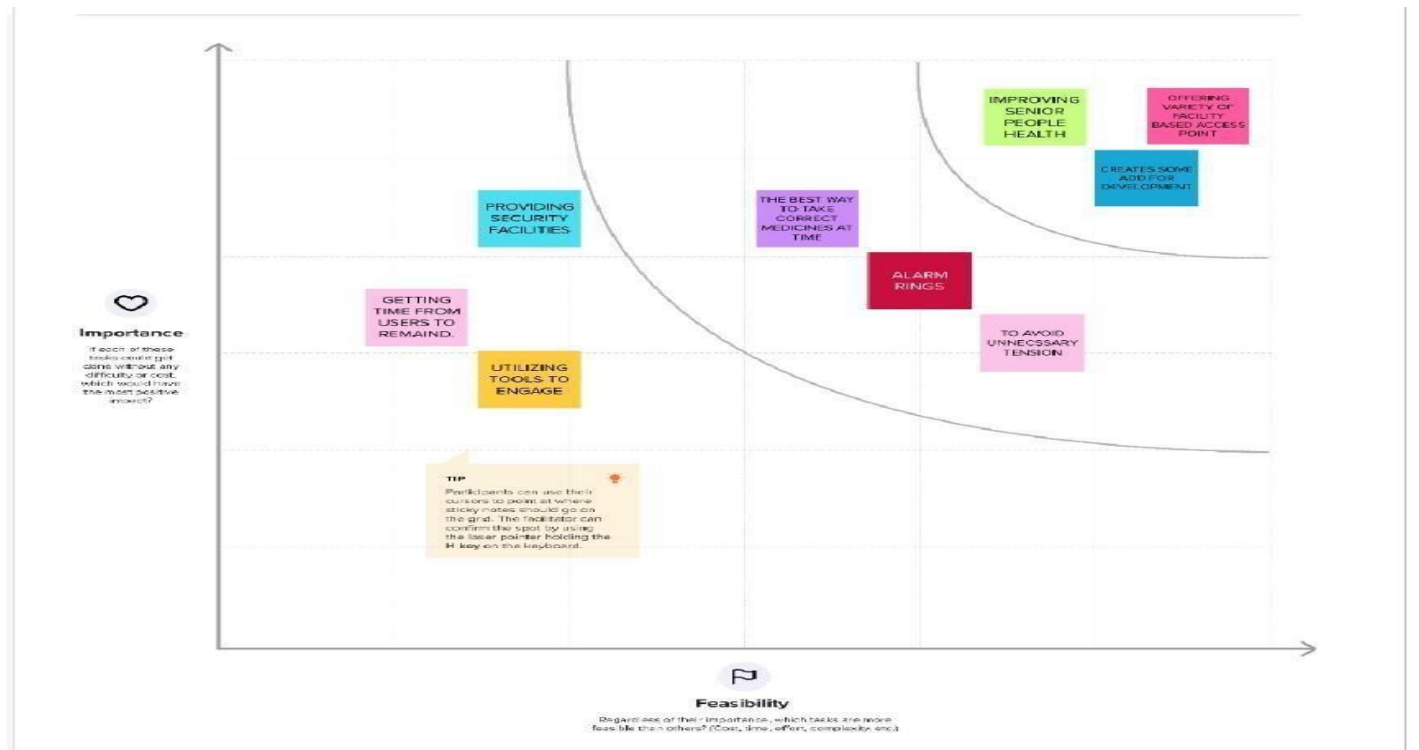 IMPROVING
SENIOR
PEOPLE
HEALTH
OFFERING
VARIETY OF
FACILITY
BASED ACCESS
POINT
CREATES SOME
ADD FOR
DEVELOPMENT
PROVIDING
SECURITY
FACILITIES
THE BEST WAY
TO TAKE
CORRECT
MEDICINES AT
TIME
ALARM
RINGS
GETTING
TIME FROM
USERS TO
REMAIND.
TO AVOID
UNNECSSARY
TENSION
UTILIZING
TOOLS TO
ENGAGE
Importance
If each of these
tasks could get
done without any
difficulty or cost,
which would have
the most positive
impact?
TIP
Participants can use their
cursors to point at where
sticky notes should go on
the grid. The facilitator can
confirm the spot by using
the laser pointer holding the
H key on the keyboard.
Feasibility
Regardless of their importance, which tasks are more
feasible than others? (Cost, time, effort, complexity, etc.)